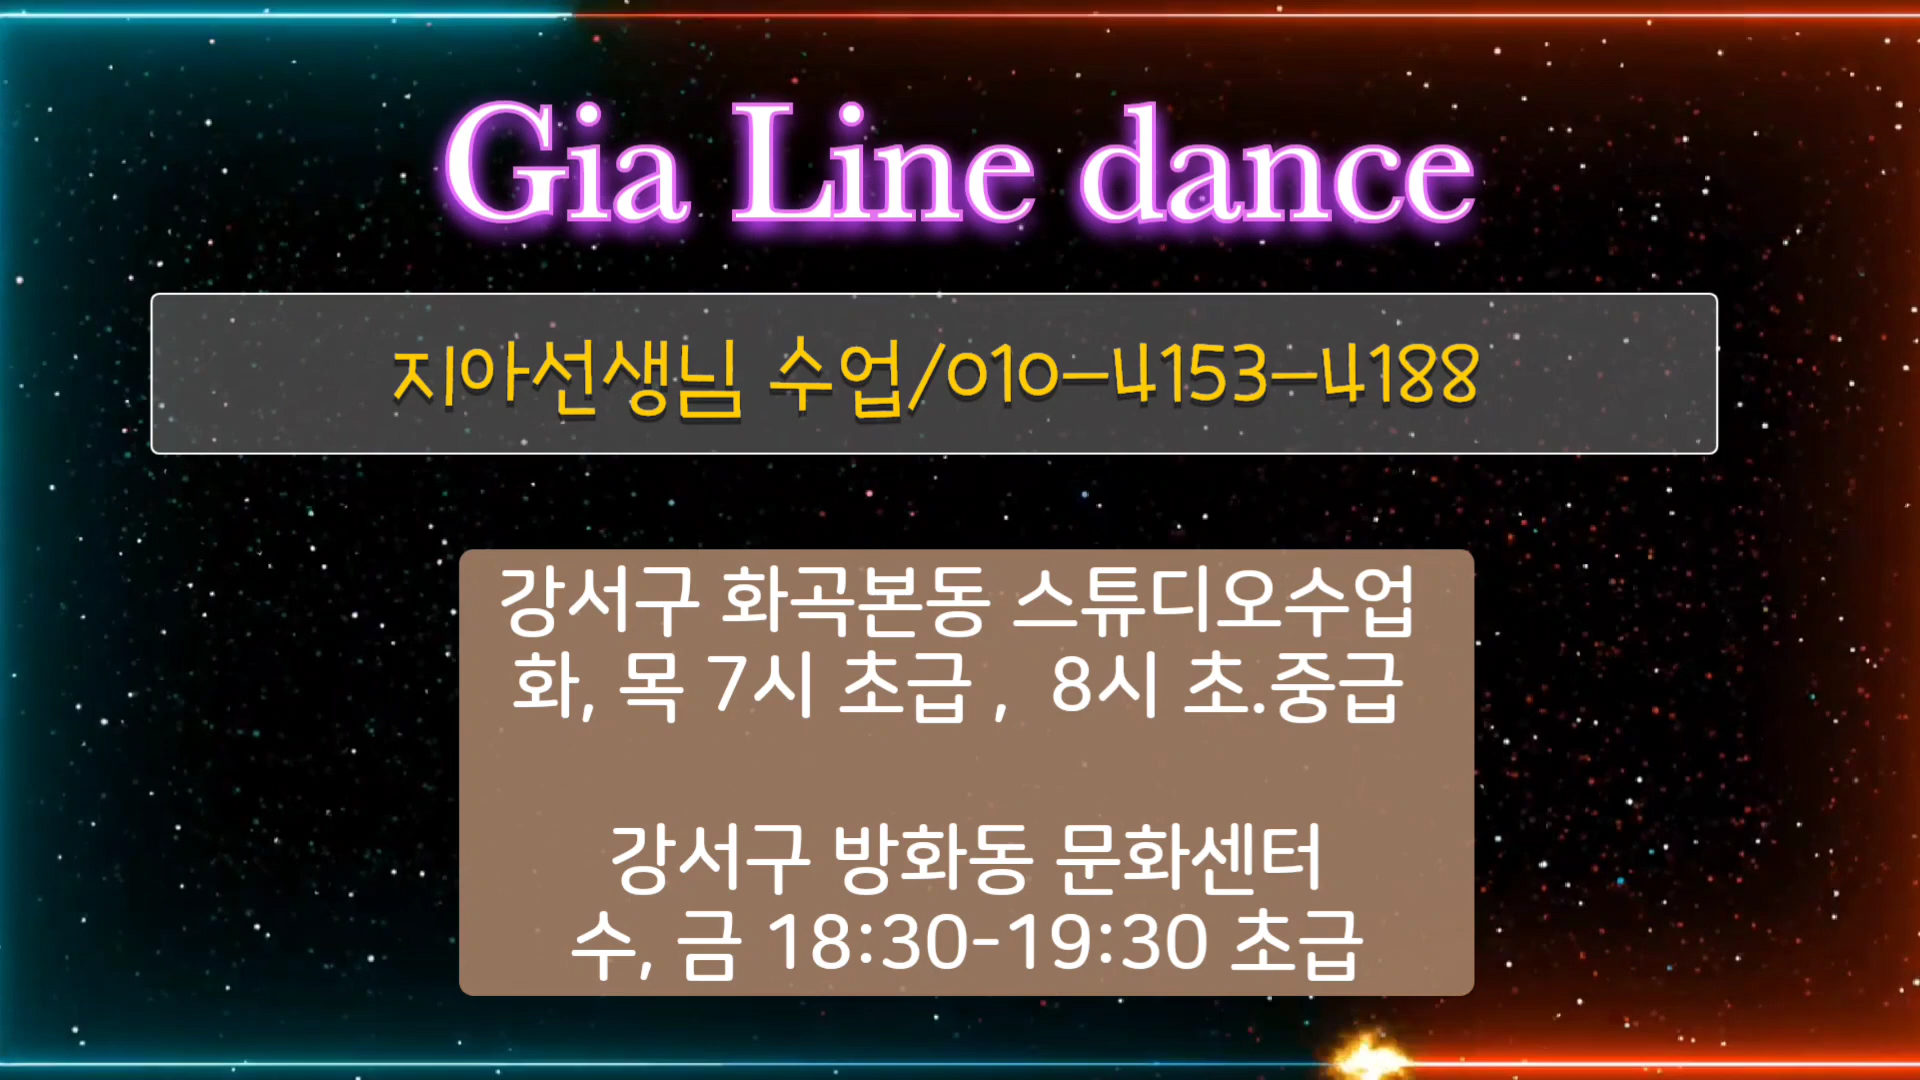 Gia Line dance
지아선생님 수업/010-4153-4188
강서구 화곡본동 스튜디오수업
화, 목 7시 초급 ,  8시 초.중급
강서구 방화동 문화센터
수, 금 18:30-19:30 초급